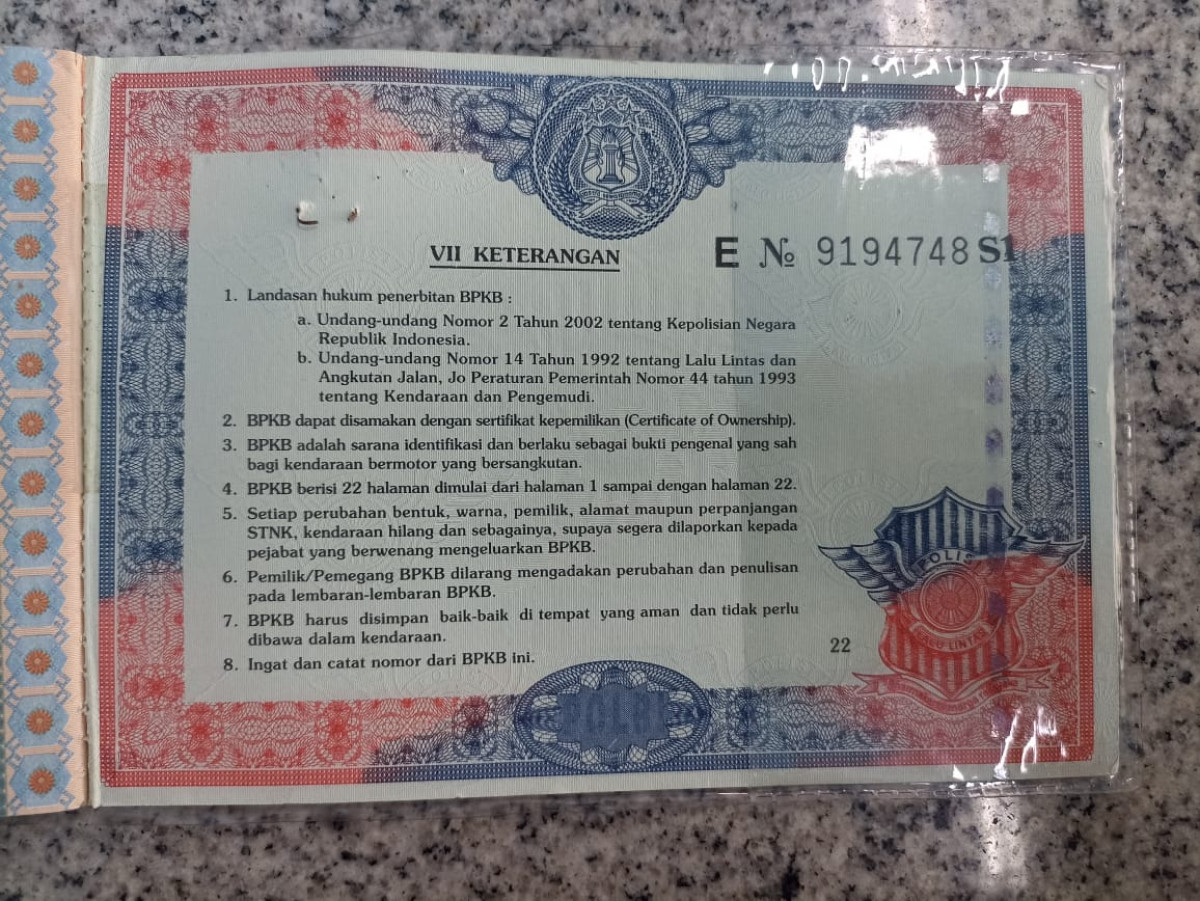 VII KETERANGAN
E № 9194748 S1
1. Landasan hukum penerbitan BPKB :
a. Undang-undang Nomor 2 Tahun 2002 tentang Kepolisian Negara
Republik Indonesia.
b. Undang-undang Nomor 14 Tahun 1992 tentang Lalu Lintas dan
Angkutan Jalan, Jo Peraturan Pemerintah Nomor 44 tahun 1993
tentang Kendaraan dan Pengemudi.
2. BPKB dapat disamakan dengan sertifikat kepemilikan (Certificate of Ownership).
3. BPKB adalah sarana identifikasi dan berlaku sebagai bukti pengenal yang sah
bagi kendaraan bermotor yang bersangkutan.
4. BPKB berisi 22 halaman dimulai dari halaman 1 sampai dengan halaman 22.
5. Setiap perubahan bentuk, warna, pemilik, alamat maupun perpanjangan
STNK, kendaraan hilang dan sebagainya, supaya segera dilaporkan kepada
pejabat yang berwenang mengeluarkan BPKB.
6. Pemilik/Pemegang BPKB dilarang mengadakan perubahan dan penulisan
pada lembaran-lembaran BPKB.
7. BPKB harus disimpan baik-baik di tempat yang aman dan tidak perlu
dibawa dalam kendaraan.
8. Ingat dan catat nomor dari BPKB ini.
22
POLISI
LALU LINTAS
POLRI